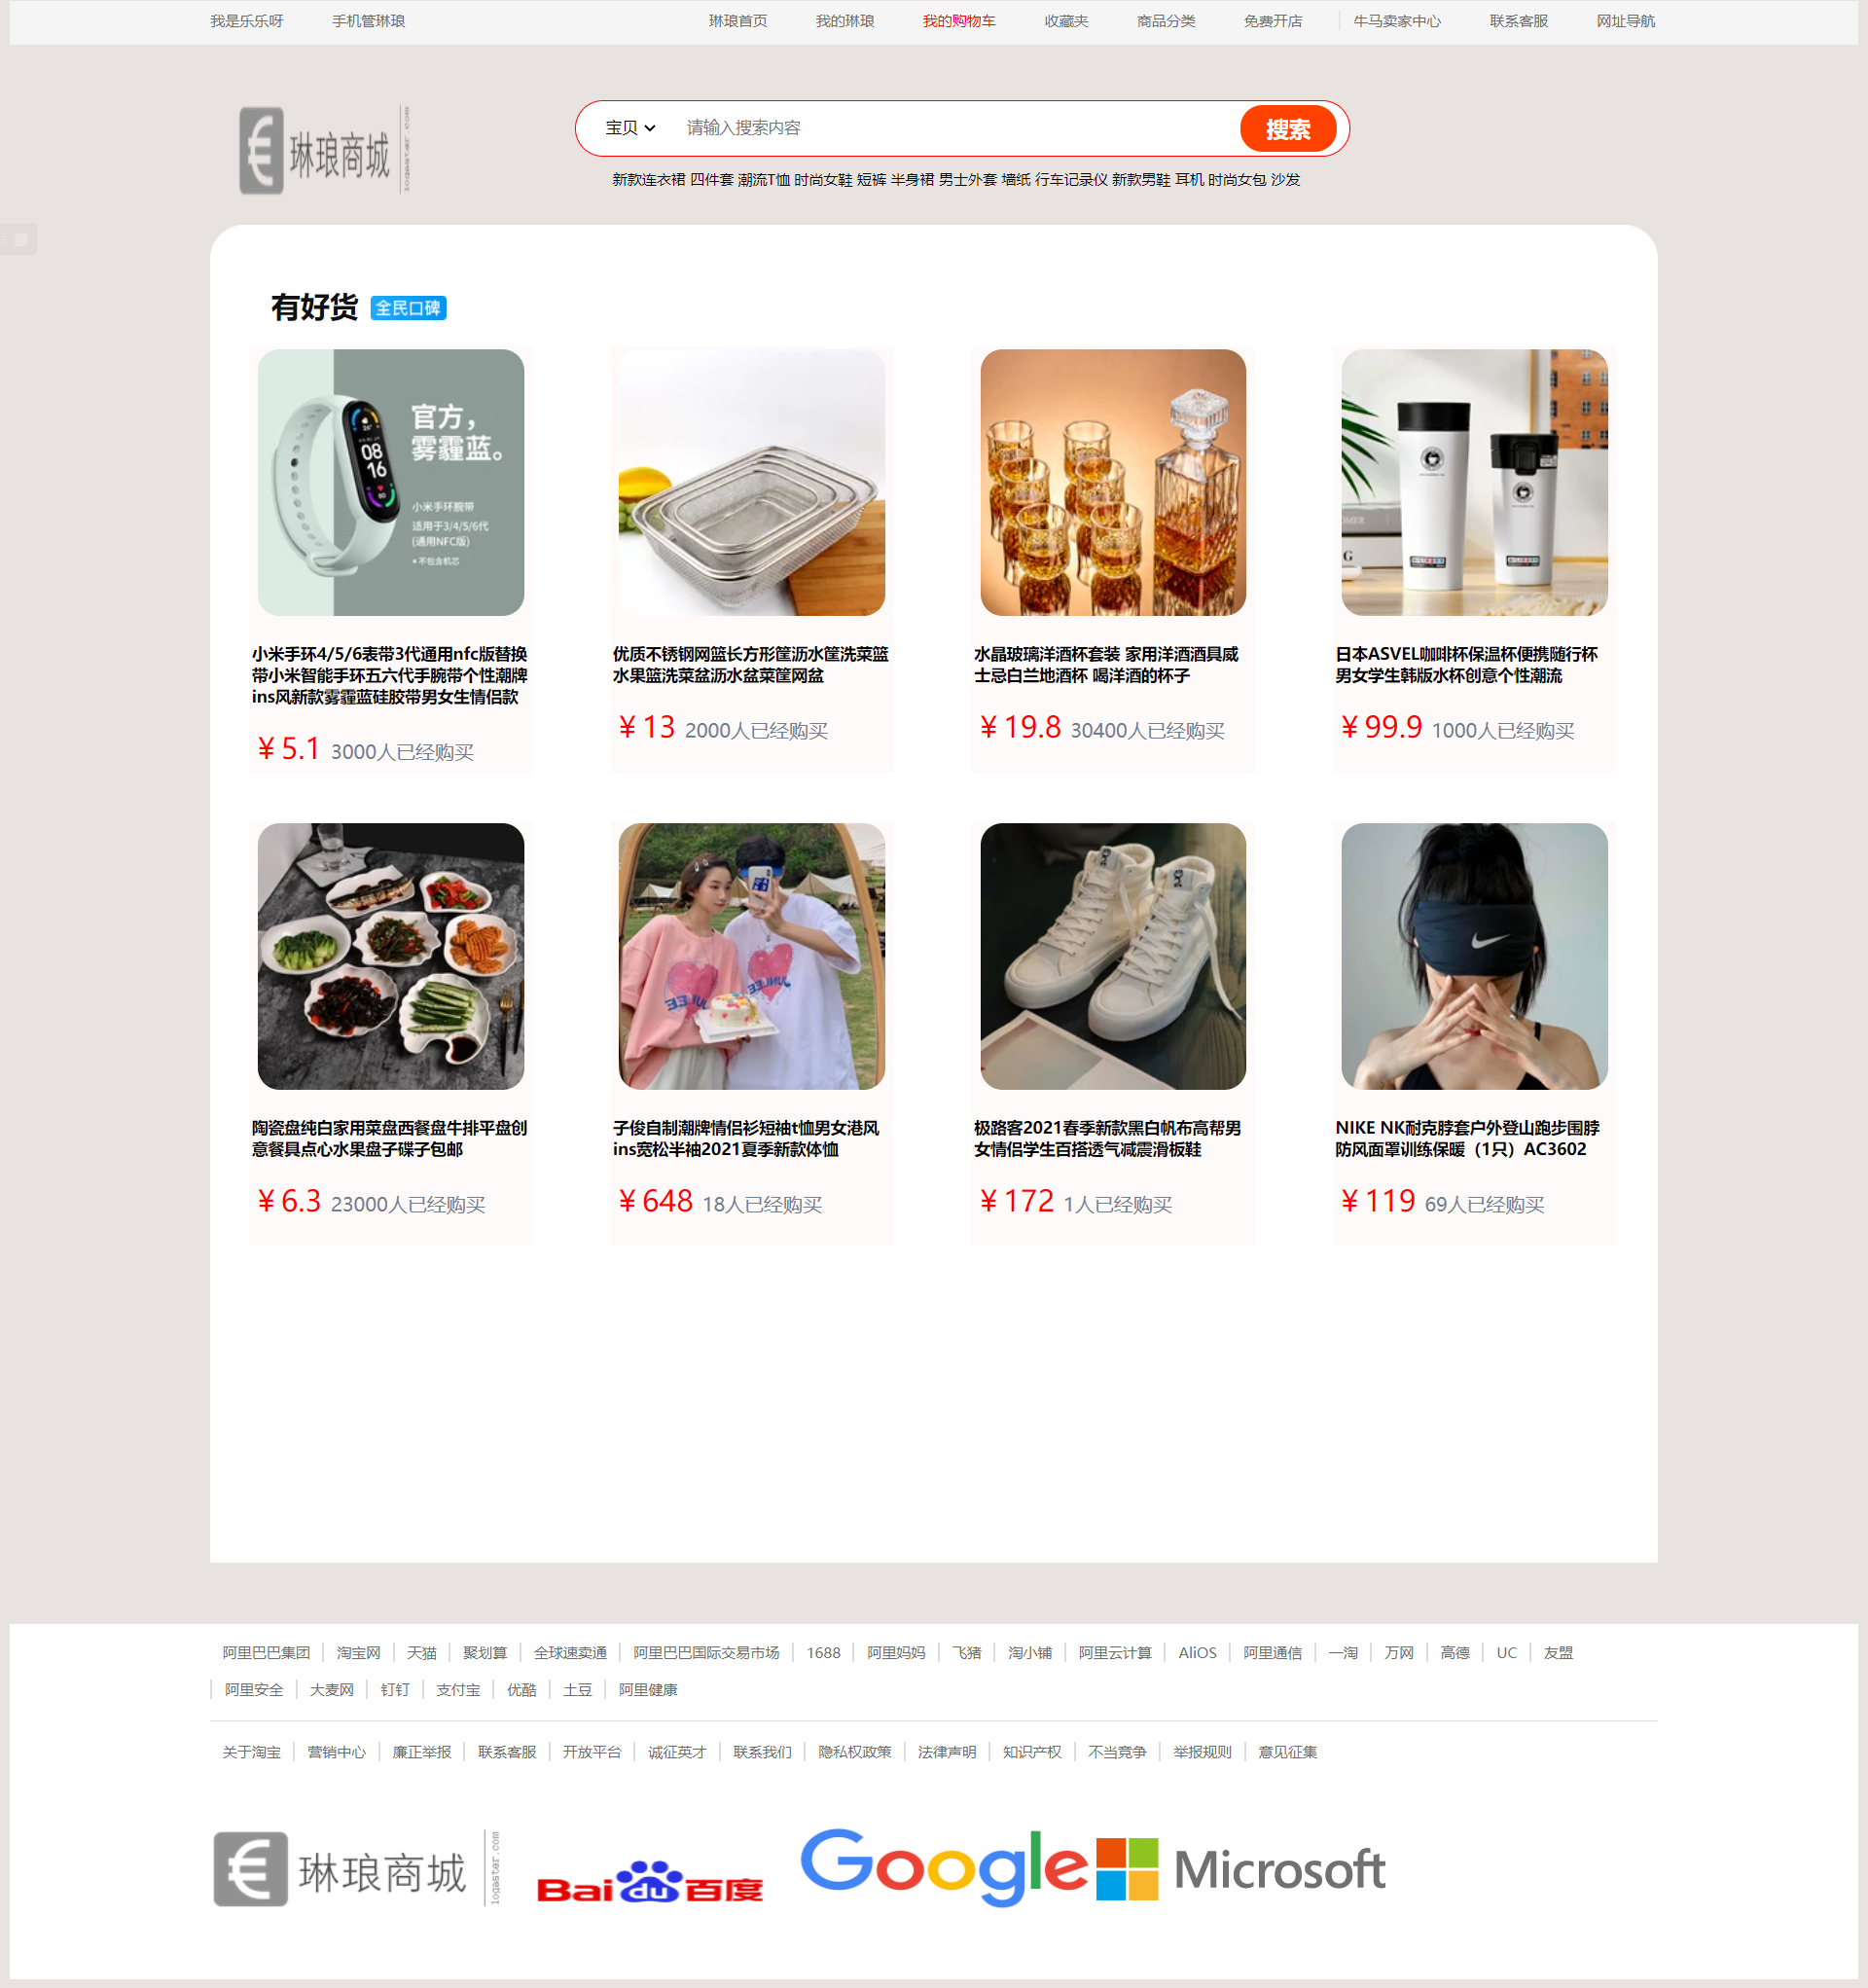 我是乐乐呀 手机管琳琅 琳琅首页 我的琳琅 我的购物车 收藏夹 商品分类 免费开店 牛马卖家中心 联系客服 网址导航
琳琅商城
宝贝 请输入搜索内容 搜索
新款连衣裙 四件套 潮流T恤 时尚女鞋 短裤 半身裙 男士外套 墙纸 行车记录仪 新款男鞋 耳机 时尚女包 沙发
有好货 全民口碑
官方，
雾霾蓝。
08
16
小米手环腕带
适用于3/4/5/6代
(通用NFC版)
*不包含机芯
小米手环4/5/6表带3代通用nfc版替换
带小米智能手环五六代手腕带个性潮牌
ins风新款雾霾蓝硅胶带男女生情侣款
¥ 5.1 3000人已经购买
优质不锈钢网篮长方形筐沥水筐洗菜篮
水果篮洗菜盆沥水盆菜筐网盆
¥ 13 2000人已经购买
水晶玻璃洋酒杯套装 家用洋酒酒具威
士忌白兰地酒杯 喝洋酒的杯子
¥ 19.8 30400人已经购买
日本ASVEL咖啡杯保温杯便携随行杯
男女学生韩版水杯创意个性潮流
¥ 99.9 1000人已经购买
陶瓷盘纯白家用菜盘西餐盘牛排平盘创
意餐具点心水果盘子碟子包邮
¥ 6.3 23000人已经购买
子俊自制潮牌情侣衫短袖t恤男女港风
ins宽松半袖2021夏季新款体恤
¥ 648 18人已经购买
极路客2021春季新款黑白帆布高帮男
女情侣学生百搭透气减震滑板鞋
¥ 172 1人已经购买
NIKE NK耐克脖套户外登山跑步围脖
防风面罩训练保暖（1只）AC3602
¥ 119 69人已经购买
阿里巴巴集团 淘宝网 天猫 聚划算 全球速卖通 阿里巴巴国际交易市场 1688 阿里妈妈 飞猪 淘小铺 阿里云计算 AliOS 阿里通信 一淘 万网 高德 UC 友盟
阿里安全 大麦网 钉钉 支付宝 优酷 土豆 阿里健康
关于淘宝 营销中心 廉正举报 联系客服 开放平台 诚征英才 联系我们 隐私权政策 法律声明 知识产权 不当竞争 举报规则 意见征集
琳琅商城 logastar.com Baidu百度 Google Microsoft